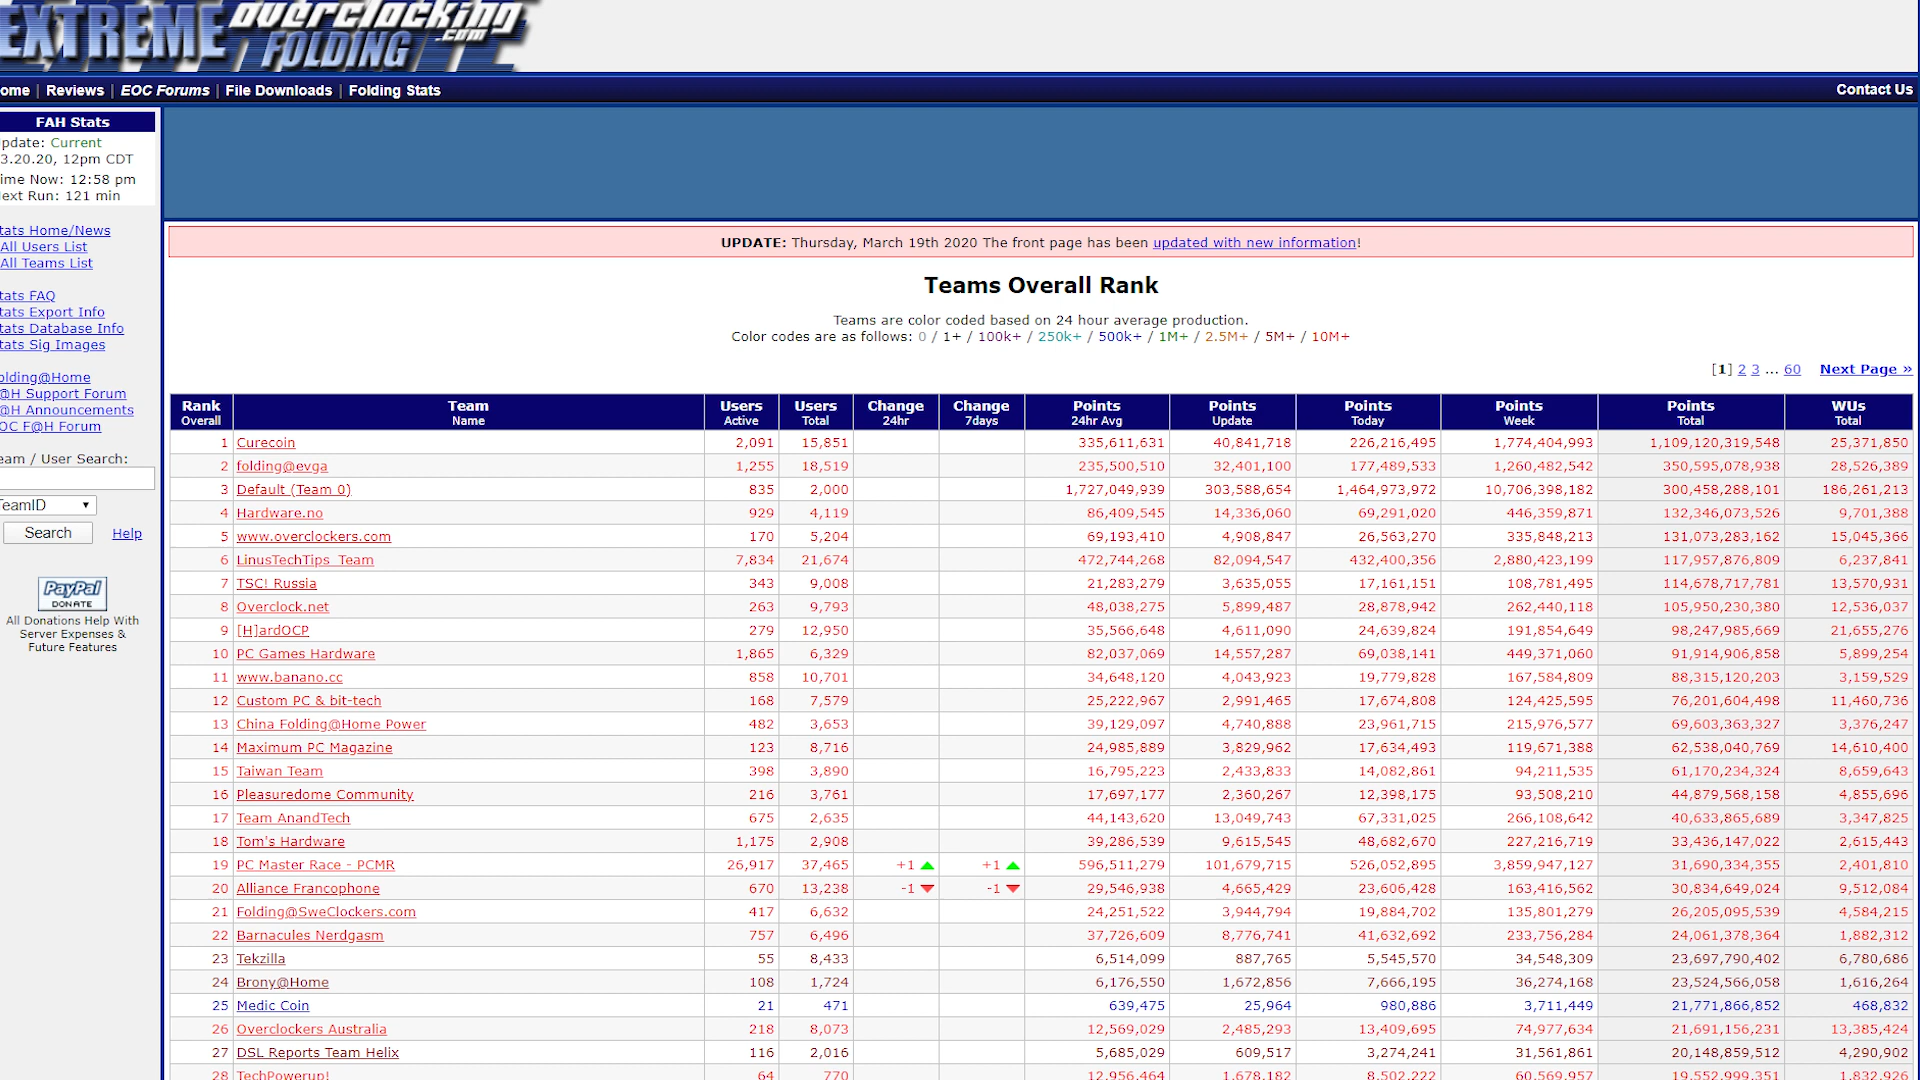 EXTREME overclocking .com
FOLDING
ome | Reviews | EOC Forums | File Downloads | Folding Stats Contact Us
FAH Stats
pdate: Current
3.20.20, 12pm CDT
ime Now: 12:58 pm
ext Run: 121 min
tats Home/News
All Users List
All Teams List
tats FAQ
tats Export Info
tats Database Info
tats Sig Images
olding@Home
@H Support Forum
@H Announcements
OC F@H Forum
eam / User Search:
TeamID
Search Help
PayPal
DONATE
All Donations Help With
Server Expenses &
Future Features
UPDATE: Thursday, March 19th 2020 The front page has been updated with new information!
Teams Overall Rank
Teams are color coded based on 24 hour average production.
Color codes are as follows: 0 / 1+ / 100k+ / 250k+ / 500k+ / 1M+ / 2.5M+ / 5M+ / 10M+
[1] 2 3 ... 60 Next Page »
Rank Team Users Users Change Change Points Points Points Points Points WUs
Overall Name Active Total 24hr 7days 24hr Avg Update Today Week Total Total
1 Curecoin 2,091 15,851 335,611,631 40,841,718 226,216,495 1,774,404,993 1,109,120,319,548 25,371,850
2 folding@evga 1,255 18,519 235,500,510 32,401,100 177,489,533 1,260,482,542 350,595,078,938 28,526,389
3 Default (Team 0) 835 2,000 1,727,049,939 303,588,654 1,464,973,972 10,706,398,182 300,458,288,101 186,261,213
4 Hardware.no 929 4,119 86,409,545 14,336,060 69,291,020 446,359,871 132,346,073,526 9,701,388
5 www.overclockers.com 170 5,204 69,193,410 4,908,847 26,563,270 335,848,213 131,073,283,162 15,045,366
6 LinusTechTips_Team 7,834 21,674 472,744,268 82,094,547 432,400,356 2,880,423,199 117,957,876,809 6,237,841
7 TSC! Russia 343 9,008 21,283,279 3,635,055 17,161,151 108,781,495 114,678,717,781 13,570,931
8 Overclock.net 263 9,793 48,038,275 5,899,487 28,878,942 262,440,118 105,950,230,380 12,536,037
9 [H]ardOCP 279 12,950 35,566,648 4,611,090 24,639,824 191,854,649 98,247,985,669 21,655,276
10 PC Games Hardware 1,865 6,329 82,037,069 14,557,287 69,038,141 449,371,060 91,914,906,858 5,899,254
11 www.banano.cc 858 10,701 34,648,120 4,043,923 19,779,828 167,584,809 88,315,120,203 3,159,529
12 Custom PC & bit-tech 168 7,579 25,222,967 2,991,465 17,674,808 124,425,595 76,201,604,498 11,460,736
13 China Folding@Home Power 482 3,653 39,129,097 4,740,888 23,961,715 215,976,577 69,603,363,327 3,376,247
14 Maximum PC Magazine 123 8,716 24,985,889 3,829,962 17,634,493 119,671,388 62,538,040,769 14,610,400
15 Taiwan Team 398 3,890 16,795,223 2,433,833 14,082,861 94,211,535 61,170,234,324 8,659,643
16 Pleasuredome Community 216 3,761 17,697,177 2,360,267 12,398,175 93,508,210 44,879,568,158 4,855,696
17 Team AnandTech 675 2,635 44,143,620 13,049,743 67,331,025 266,108,642 40,633,865,689 3,347,825
18 Tom's Hardware 1,175 2,908 39,286,539 9,615,545 48,682,670 227,216,719 33,436,147,022 2,615,443
19 PC Master Race - PCMR 26,917 37,465 +1 +1 596,511,279 101,679,715 526,052,895 3,859,947,127 31,690,334,355 2,401,810
20 Alliance Francophone 670 13,238 -1 -1 29,546,938 4,665,429 23,606,428 163,416,562 30,834,649,024 9,512,084
21 Folding@SweClockers.com 417 6,632 24,251,522 3,944,794 19,884,702 135,801,279 26,205,095,539 4,584,215
22 Barnacules Nerdgasm 757 6,496 37,726,609 8,776,741 41,632,692 233,756,284 24,061,378,364 1,882,312
23 Tekzilla 55 8,433 6,514,099 887,765 5,545,570 34,548,309 23,697,790,402 6,780,686
24 Brony@Home 108 1,724 6,176,550 1,672,856 7,666,195 36,274,168 23,524,566,058 1,616,264
25 Medic Coin 21 471 639,475 25,964 980,886 3,711,449 21,771,866,852 468,832
26 Overclockers Australia 218 8,073 12,569,029 2,485,293 13,409,695 74,977,634 21,691,156,231 13,385,424
27 DSL Reports Team Helix 116 2,016 5,685,029 609,517 3,274,241 31,561,861 20,148,859,512 4,290,902
28 TechPowerup! 64 770 12,956,464 1,678,182 8,502,222 60,569,957 19,552,999,351 1,832,926